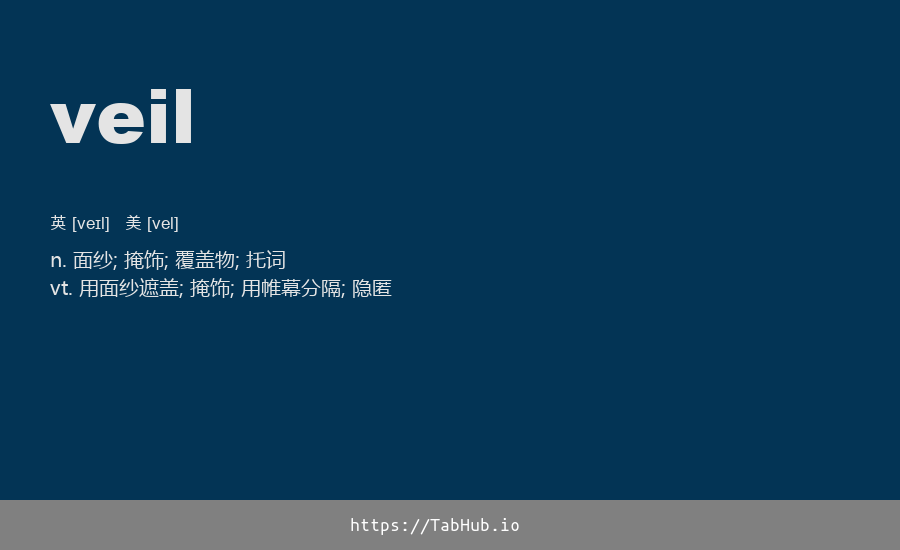 veil
英 [veɪl] 美 [vel]
n. 面纱; 掩饰; 覆盖物; 托词
vt. 用面纱遮盖; 掩饰; 用帷幕分隔; 隐匿
https://TabHub.io